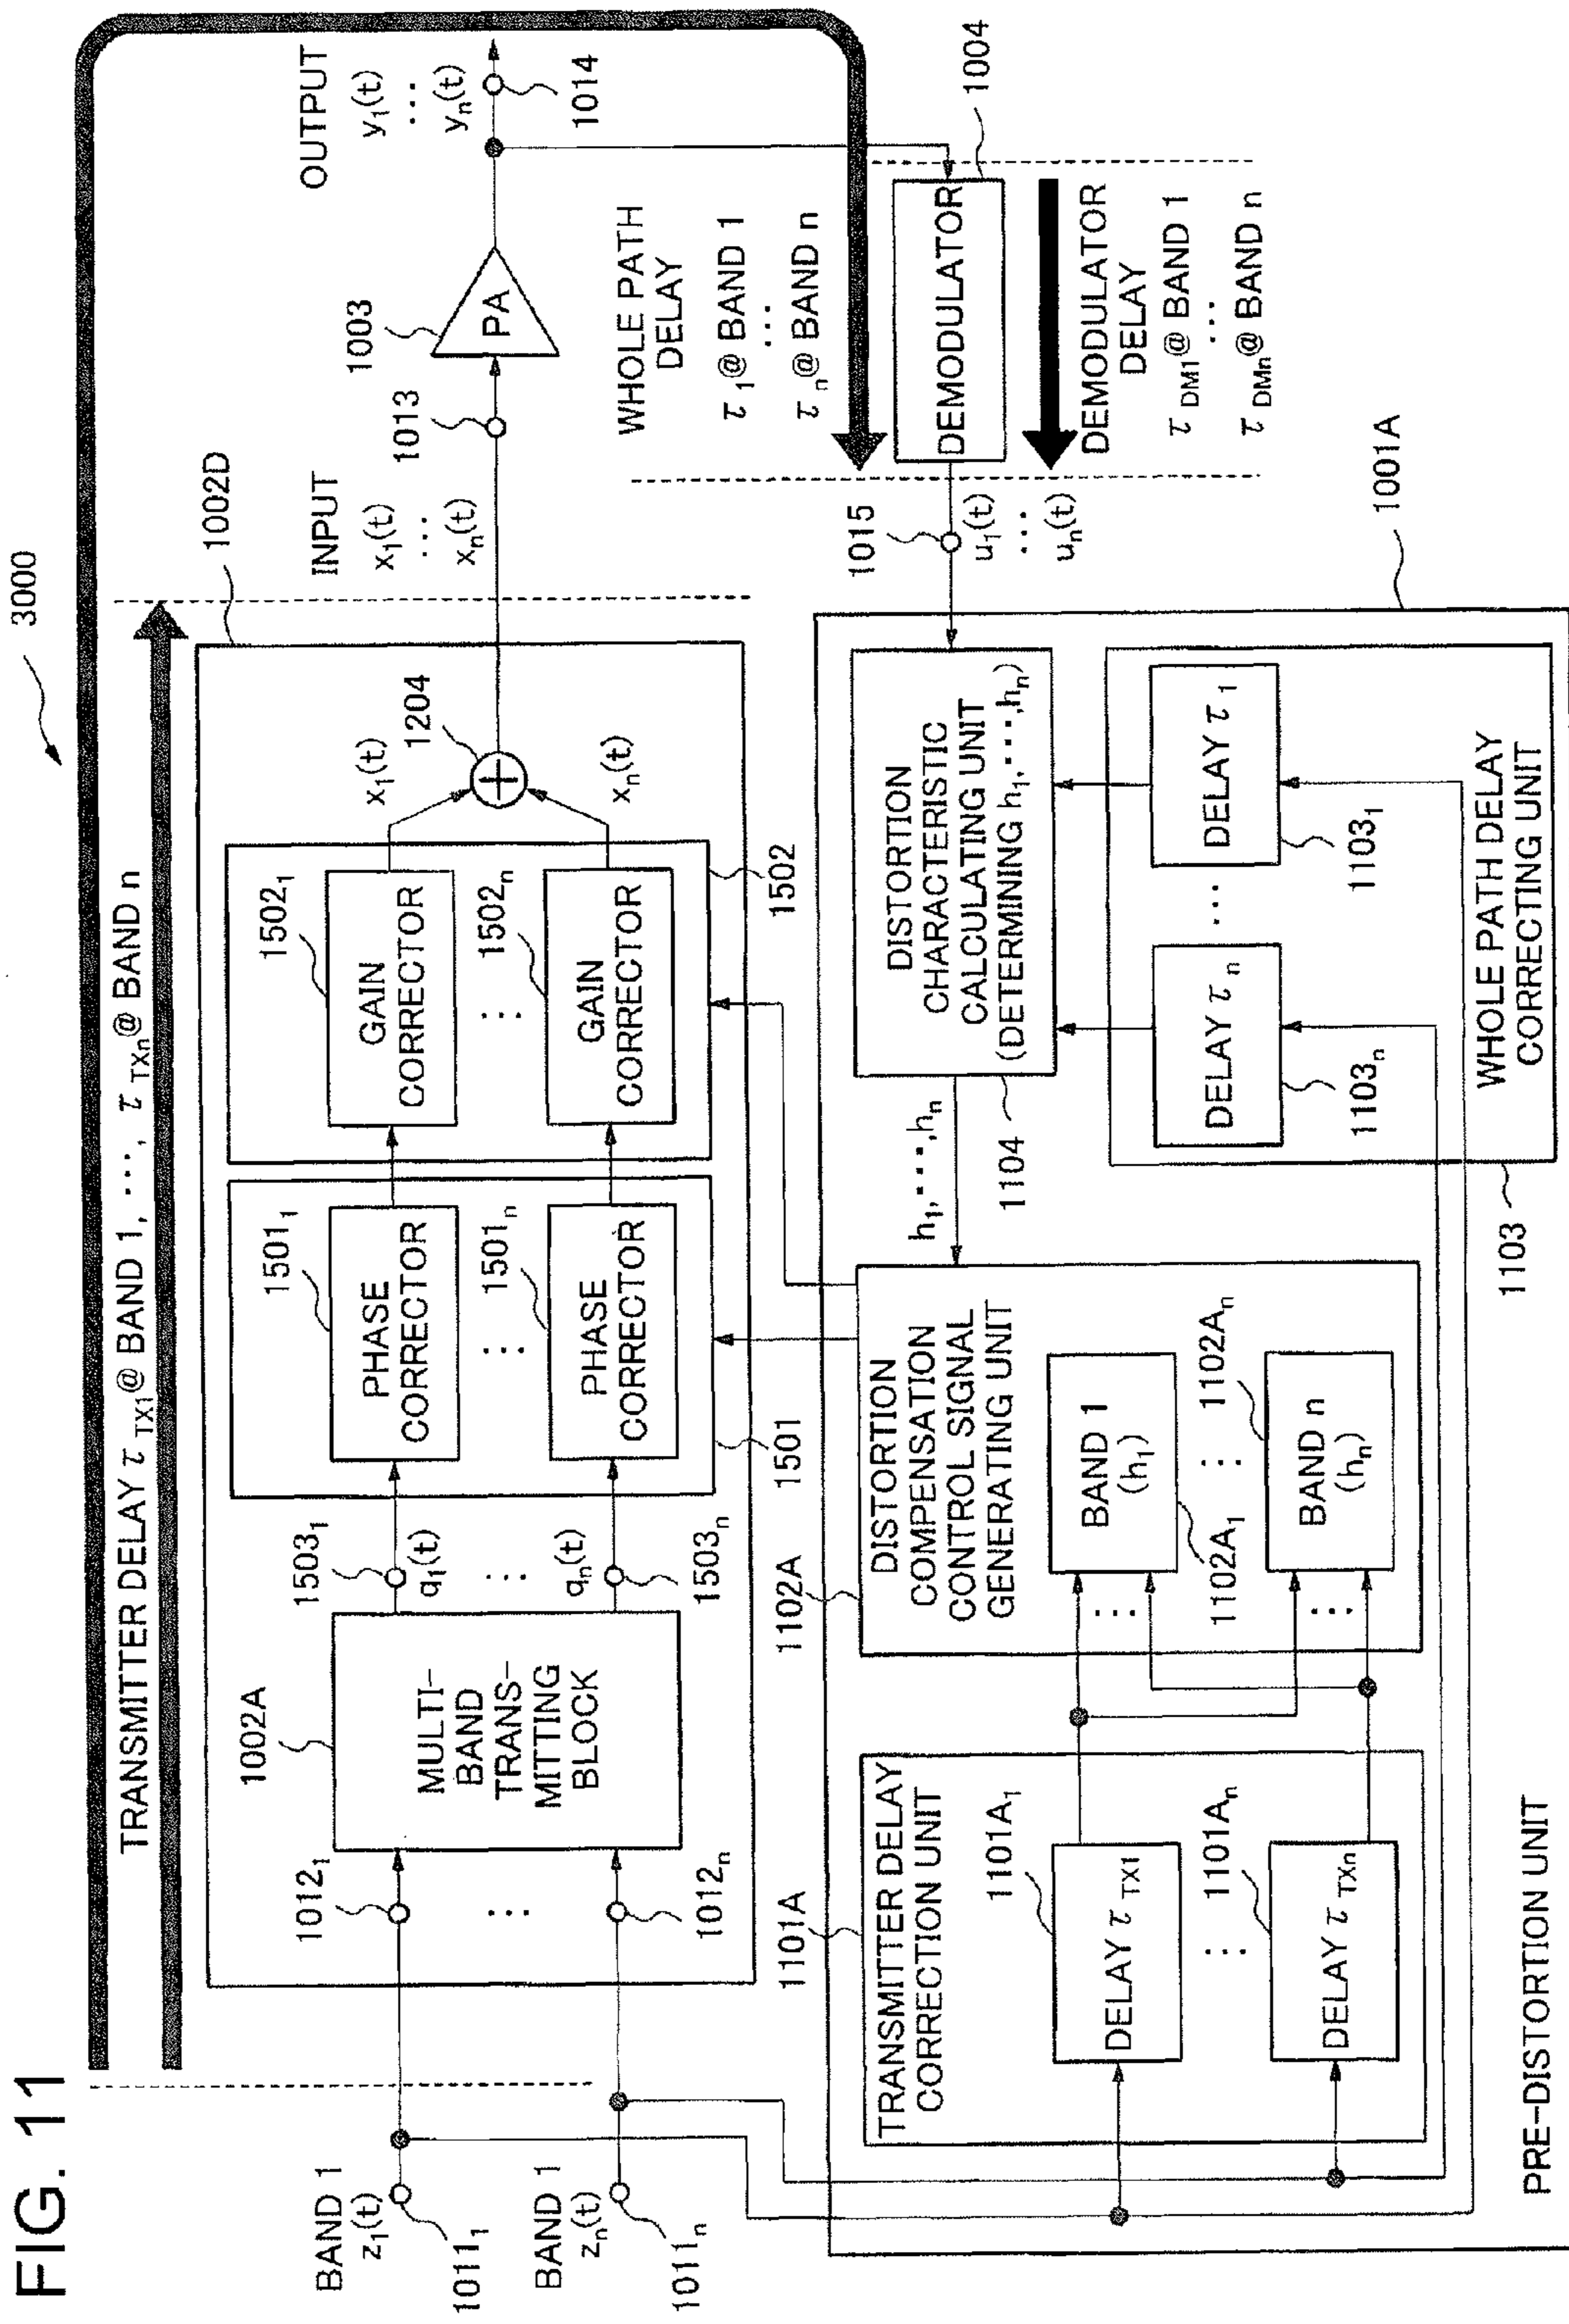 FIG. 11
3000
TRANSMITTER DELAY τ TX1@ BAND 1, ···, τ TXn@ BAND n
1002D
BAND 1
z1(t)
10111
BAND 1
zn(t)
1011n
10121
⋮
1012n
1002A
MULTI-
BAND
TRANS-
MITTING
BLOCK
15031
q1(t)
⋮
qn(t)
1503n
15011
PHASE
CORRECTOR
⋮
1501n
PHASE
CORRECTOR
1501
15021
GAIN
CORRECTOR
⋮
1502n
GAIN
CORRECTOR
1502
x1(t)
1204
xn(t)
INPUT
x1(t)
···
xn(t)
1013
1003
PA
OUTPUT
y1(t)
···
yn(t)
1014
WHOLE PATH
DELAY
τ 1@ BAND 1
···
τ n@ BAND n
1004
DEMODULATOR
DEMODULATOR
DELAY
τ DM1@ BAND 1
···
τ DMn@ BAND n
1015
u1(t)
···
un(t)
1001A
1101A
TRANSMITTER DELAY
CORRECTION UNIT
1101A1
DELAY τ TX1
⋮
1101An
DELAY τ TXn
1102A
DISTORTION
COMPENSATION
CONTROL SIGNAL
GENERATING UNIT
BAND 1
(h1)
···
1102A1
⋮
1102An
BAND n
(hn)
···
h1,···,hn
DISTORTION
CHARACTERISTIC
CALCULATING UNIT
(DETERMINING h1,···,hn)
1104
DELAY τ n
1103n
···
DELAY τ 1
11031
WHOLE PATH DELAY
CORRECTING UNIT
1103
PRE-DISTORTION UNIT